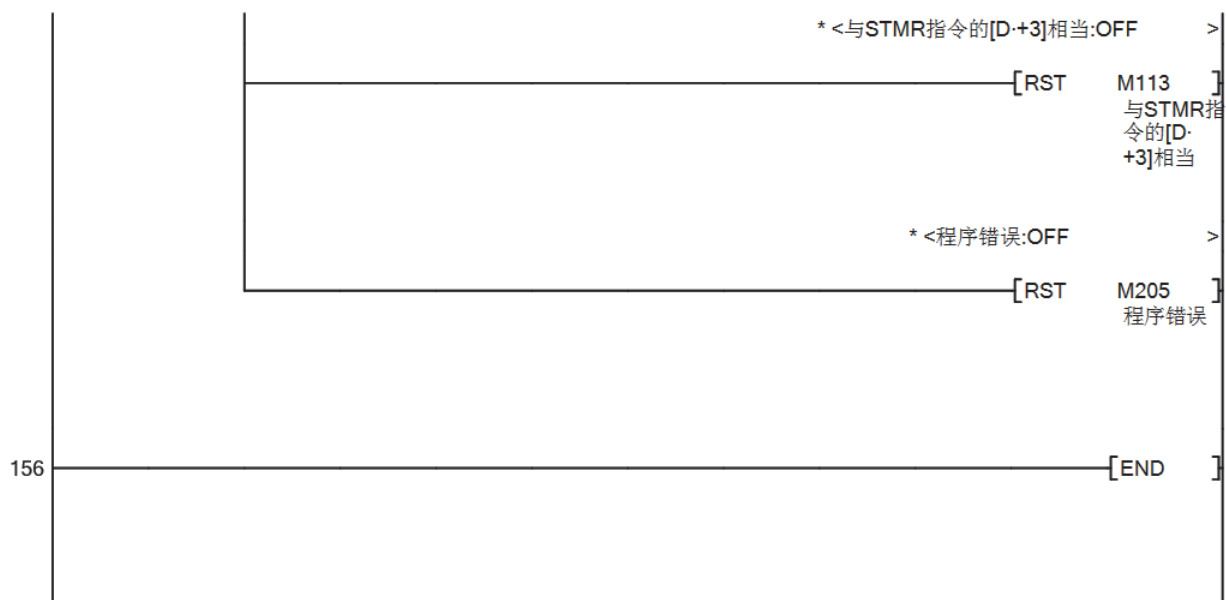 * <与STMR指令的[D·+3]相当:OFF >
[RST M113 ]
与STMR指
令的[D·
+3]相当
* <程序错误:OFF >
[RST M205 ]
程序错误
156 [END ]